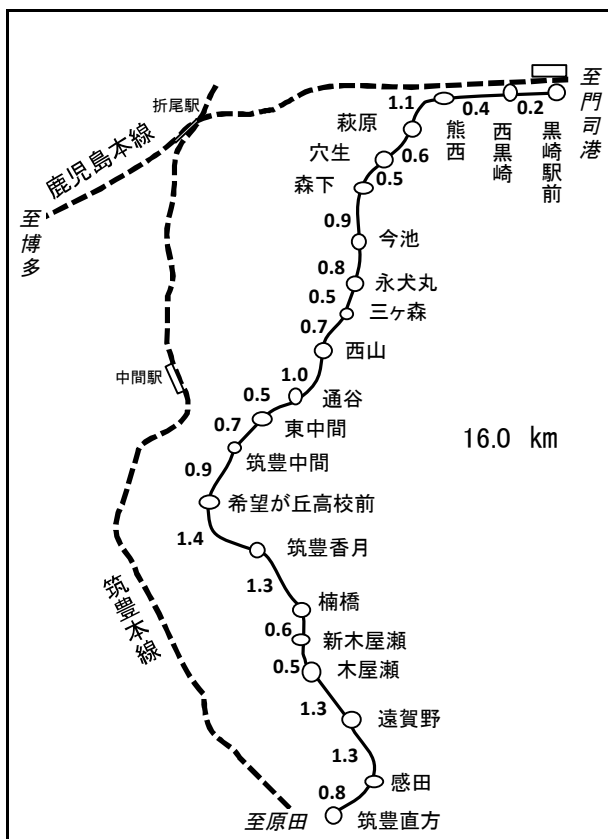 至門司港
折尾駅
鹿児島本線
至博多
黒崎駅前
0.2
西黒崎
0.4
熊西
1.1
萩原
0.6
穴生
0.5
森下
0.9
今池
0.8
永犬丸
0.5
三ヶ森
0.7
西山
1.0
通谷
0.5
東中間
0.7
筑豊中間
0.9
希望が丘高校前
1.4
筑豊香月
1.3
楠橋
0.6
新木屋瀬
0.5
木屋瀬
1.3
遠賀野
1.3
感田
0.8
筑豊直方
中間駅
16.0 km
筑豊本線
至原田